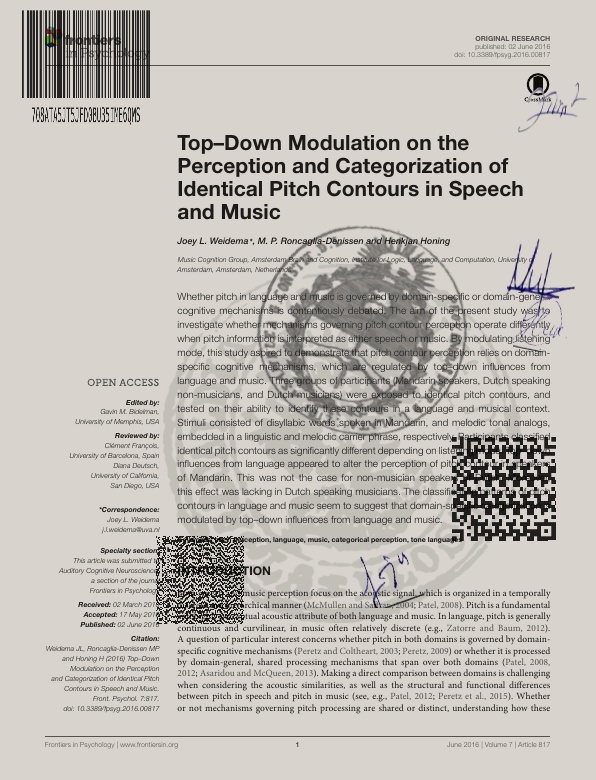 frontiers
in Psychology
ORIGINAL RESEARCH
published: 02 June 2016
doi: 10.3389/fpsyg.2016.00817
CrossMark
Top–Down Modulation on the
Perception and Categorization of
Identical Pitch Contours in Speech
and Music
Joey L. Weidema*, M. P. Roncaglia-Denissen and Henkjan Honing
Music Cognition Group, Amsterdam Brain and Cognition, Institute for Logic, Language, and Computation, University of
Amsterdam, Amsterdam, Netherlands
Whether pitch in language and music is governed by domain-specific or domain-general
cognitive mechanisms is contentiously debated. The aim of the present study was to
investigate whether mechanisms governing pitch contour perception operate differently
when pitch information is interpreted as either speech or music. By modulating listening
mode, this study aspired to demonstrate that pitch contour perception relies on domain-
specific cognitive mechanisms, which are regulated by top–down influences from
language and music. Three groups of participants (Mandarin speakers, Dutch speaking
non-musicians, and Dutch musicians) were exposed to identical pitch contours, and
tested on their ability to identify these contours in a language and musical context.
Stimuli consisted of disyllabic words spoken in Mandarin, and melodic tonal analogs,
embedded in a linguistic and melodic carrier phrase, respectively. Participants classified
identical pitch contours as significantly different depending on listening
influences from language appeared to alter the perception of pitch contour in speakers
of Mandarin. This was not the case for non-musician speakers
this effect was lacking in Dutch speaking musicians. The classification
contours in language and music seem to suggest that domain-specific
modulated by top–down influences from language and music.
perception, language, music, categorical perception, tone languages
INTRODUCTION
music perception focus on the acoustic signal, which is organized in a temporally
hierarchical manner (McMullen and Saffran, 2004; Patel, 2008). Pitch is a fundamental
acoustic attribute of both language and music. In language, pitch is generally
continuous and curvilinear, in music often relatively discrete (e.g., Zatorre and Baum, 2012).
A question of particular interest concerns whether pitch in both domains is governed by domain-
specific cognitive mechanisms (Peretz and Coltheart, 2003; Peretz, 2009) or whether it is processed
by domain-general, shared processing mechanisms that span over both domains (Patel, 2008,
2012; Asaridou and McQueen, 2013). Making a direct comparison between domains is challenging
when considering the acoustic similarities, as well as the structural and functional differences
between pitch in speech and pitch in music (see, e.g., Patel, 2012; Peretz et al., 2015). Whether
or not mechanisms governing pitch processing are shared or distinct, understanding how these
OPEN ACCESS
Edited by:
Gavin M. Bidelman,
University of Memphis, USA
Reviewed by:
Clément François,
University of Barcelona, Spain
Diana Deutsch,
University of California
San Diego, USA
*Correspondence:
Joey L. Weidema
j.l.weidema@uva.nl
Specialty section:
This article was submitted to
Auditory Cognitive Neuroscience,
a section of the journal
Frontiers in Psychology
Received: 02 March 2016
Accepted: 17 May 2016
Published: 02 June 2016
Citation:
Weidema JL, Roncaglia-Denissen MP
and Honing H (2016) Top–Down
Modulation on the Perception
and Categorization of Identical Pitch
Contours in Speech and Music.
Front. Psychol. 7:817.
doi: 10.3389/fpsyg.2016.00817
Frontiers in Psychology | www.frontiersin.org
1
June 2016 | Volume 7 | Article 817